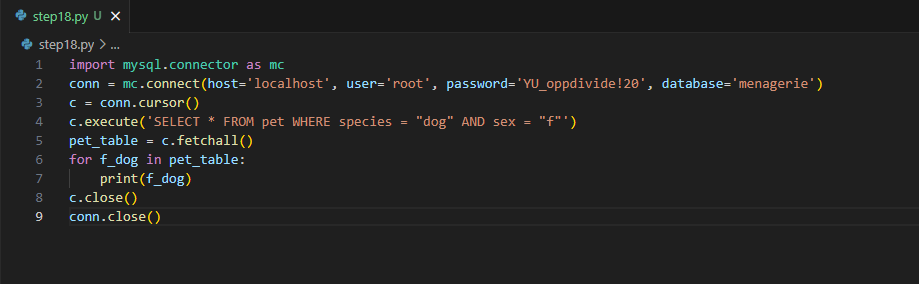 step18.py U ×
step18.py > ...
1 import mysql.connector as mc
2 conn = mc.connect(host='localhost', user='root', password='YU_oppdivide!20', database='menagerie')
3 c = conn.cursor()
4 c.execute('SELECT * FROM pet WHERE species = "dog" AND sex = "f"')
5 pet_table = c.fetchall()
6 for f_dog in pet_table:
7     print(f_dog)
8 c.close()
9 conn.close()